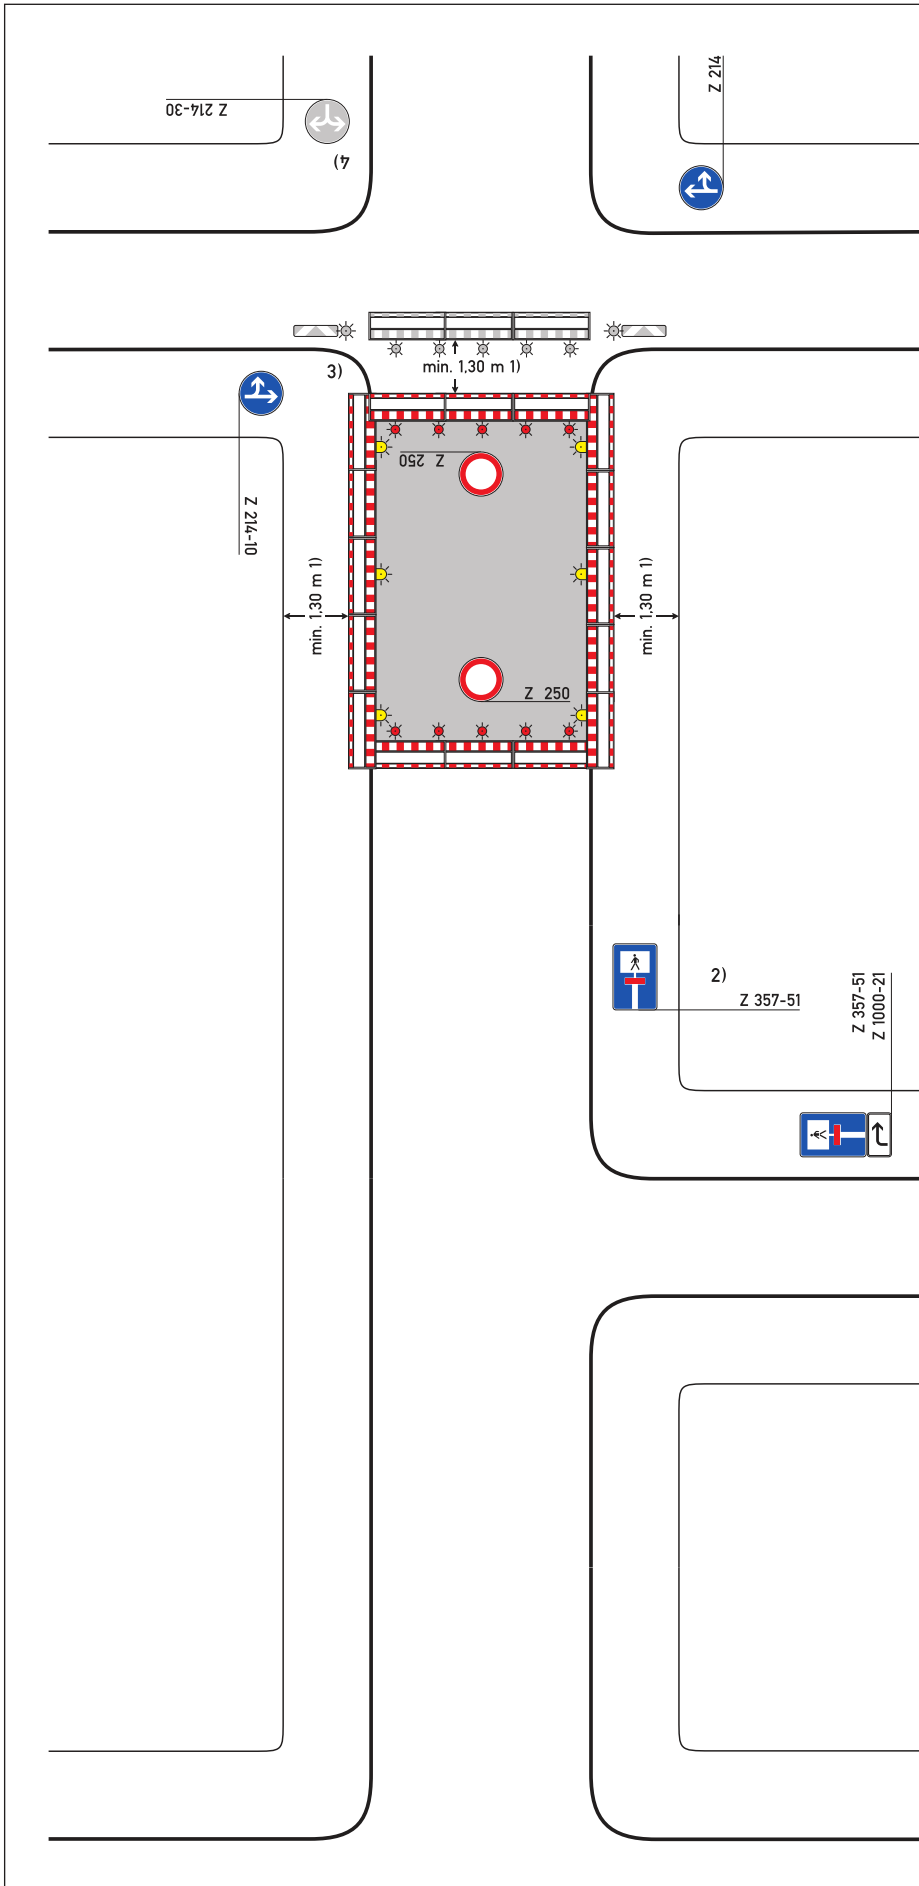 Z 214-30
4)
Z 214
min. 1,30 m 1)
3)
Z 250
Z 214-10
min. 1,30 m 1)
min. 1,30 m 1)
Z 250
2)
Z 357-51
Z 357-51
Z 1000-21